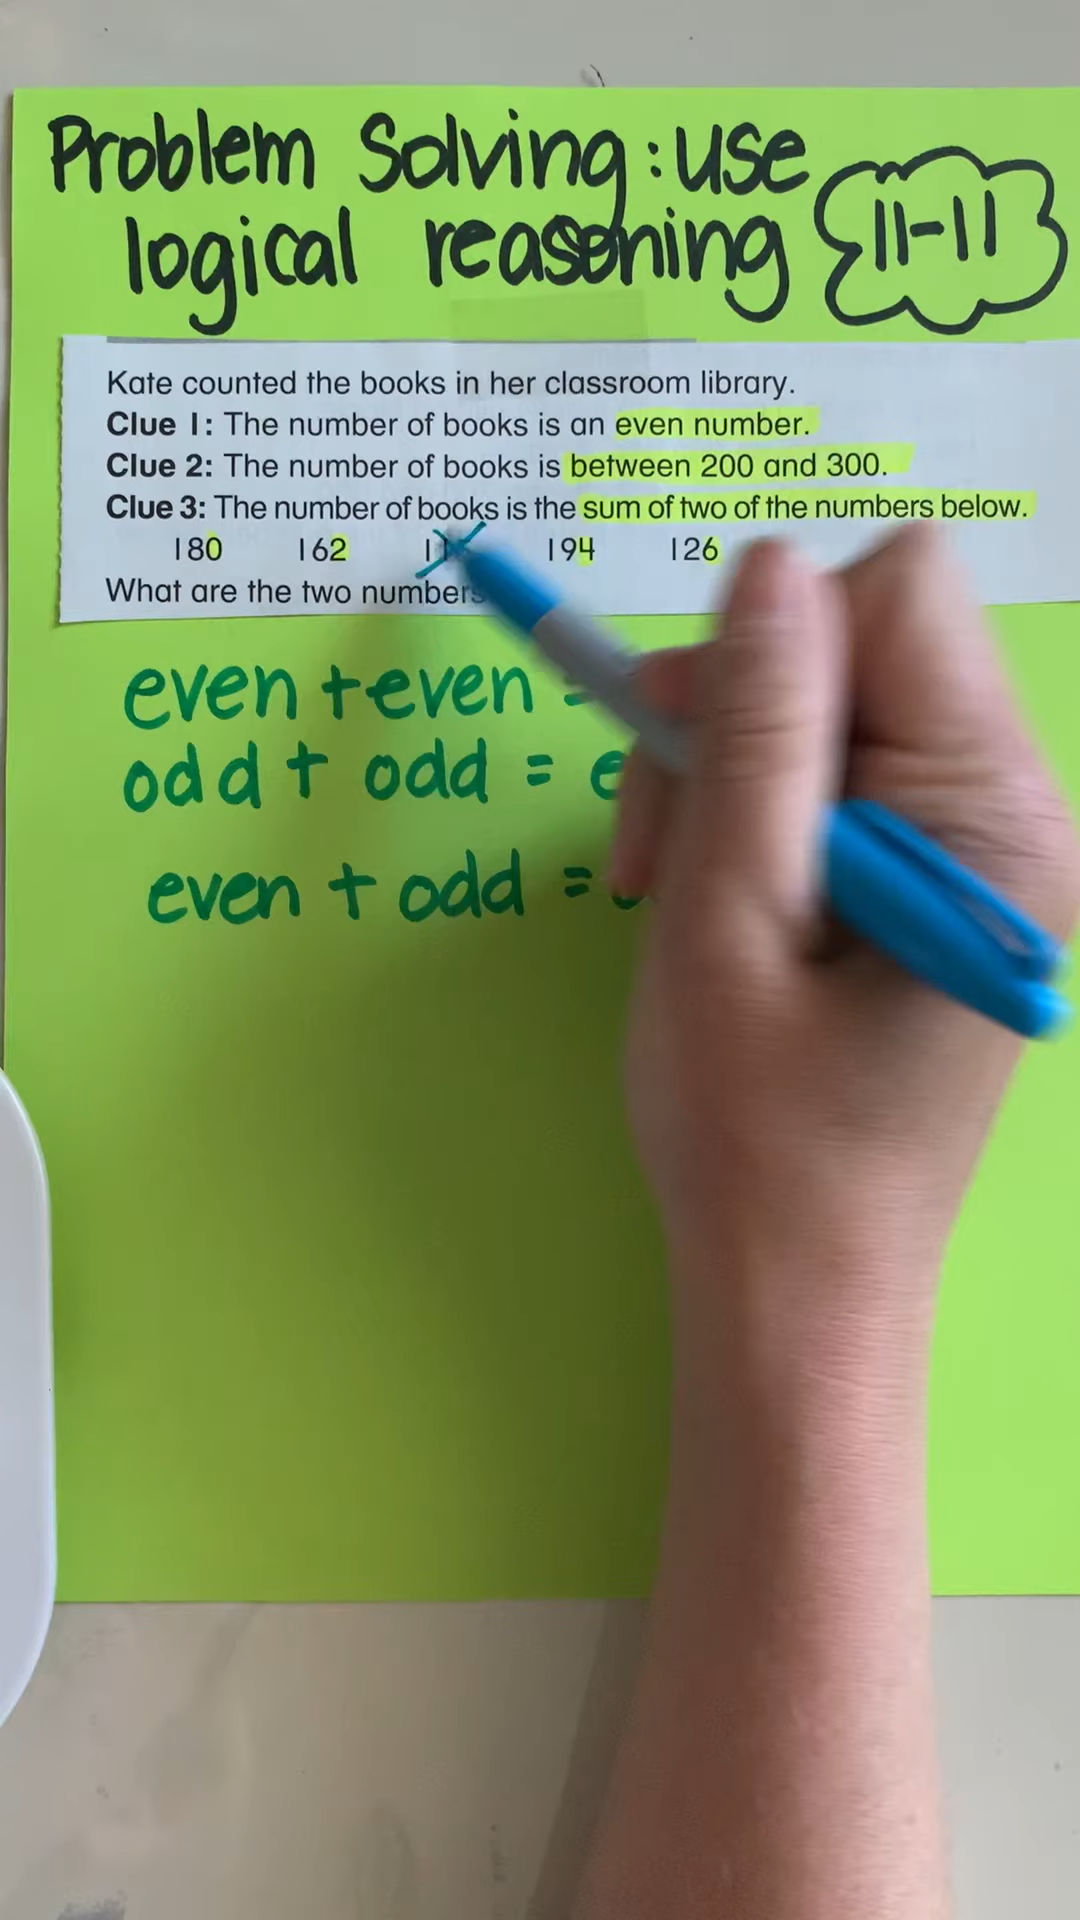 Problem Solving: use
logical reasoning
11-11
Kate counted the books in her classroom library.
Clue 1: The number of books is an even number.
Clue 2: The number of books is between 200 and 300.
Clue 3: The number of books is the sum of two of the numbers below.
180 162 194 126
What are the two numbers
even + even =
odd + odd = e
even + odd =